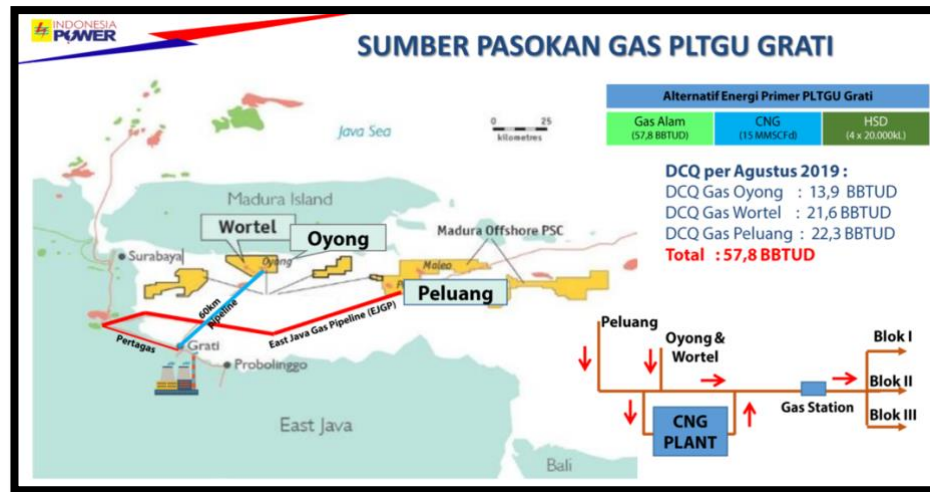 INDONESIA
POWER
SUMBER PASOKAN GAS PLTGU GRATI
Alternatif Energi Primer PLTGU Grati
Gas Alam
(57,8 BBTUD)
CNG
(15 MMSCFd)
HSD
(4 x 20.000kL)
DCQ per Agustus 2019 :
DCQ Gas Oyong : 13,9 BBTUD
DCQ Gas Wortel : 21,6 BBTUD
DCQ Gas Peluang : 22,3 BBTUD
Total : 57,8 BBTUD
Java Sea
0 25
kilometres
Madura Island
Wortel
Oyong
Madura Offshore PSC
Surabaya
Oyong
Maleo
Peluang
60km
Pipeline
East Java Gas Pipeline (EJGP)
Pertagas
Grati
Probolinggo
East Java
Bali
Peluang
Oyong &
Wortel
CNG
PLANT
Gas Station
Blok I
Blok II
Blok III